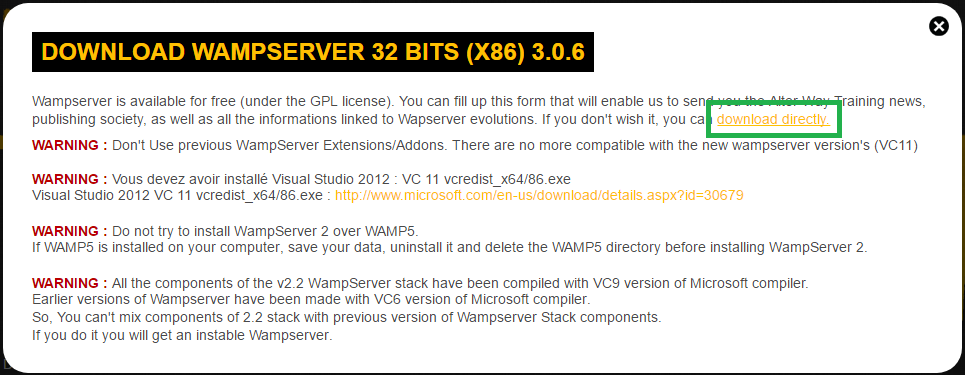 DOWNLOAD WAMPSERVER 32 BITS (X86) 3.0.6
Wampserver is available for free (under the GPL license). You can fill up this form that will enable us to send you the Alter Way Training news,
publishing society, as well as all the informations linked to Wapserver evolutions. If you don't wish it, you can download directly.
WARNING : Don't Use previous WampServer Extensions/Addons. There are no more compatible with the new wampserver version's (VC11)
WARNING : Vous devez avoir installé Visual Studio 2012 : VC 11 vcredist_x64/86.exe
Visual Studio 2012 VC 11 vcredist_x64/86.exe : http://www.microsoft.com/en-us/download/details.aspx?id=30679
WARNING : Do not try to install WampServer 2 over WAMP5.
If WAMP5 is installed on your computer, save your data, uninstall it and delete the WAMP5 directory before installing WampServer 2.
WARNING : All the components of the v2.2 WampServer stack have been compiled with VC9 version of Microsoft compiler.
Earlier versions of Wampserver have been made with VC6 version of Microsoft compiler.
So, You can't mix components of 2.2 stack with previous version of Wampserver Stack components.
If you do it you will get an instable Wampserver.